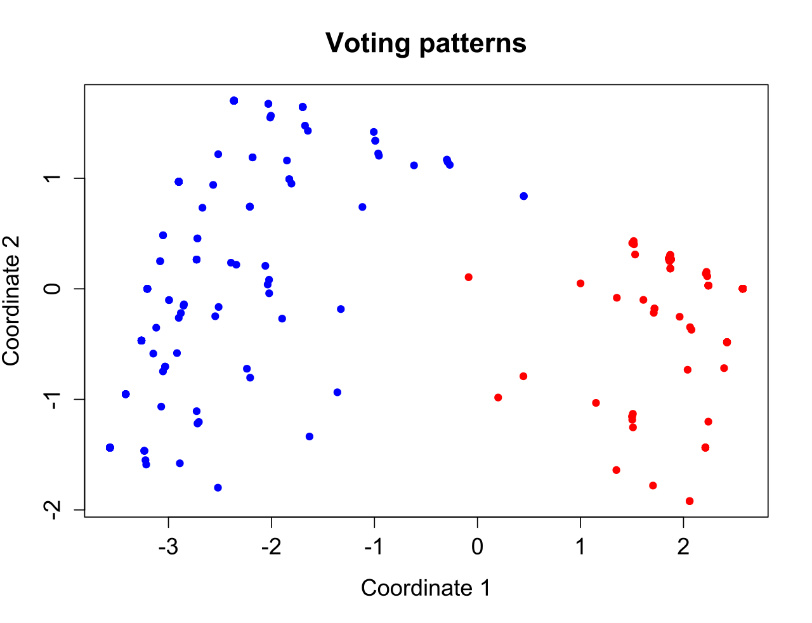 Voting patterns
Coordinate 2
1
0
-1
-2
-3 -2 -1 0 1 2
Coordinate 1